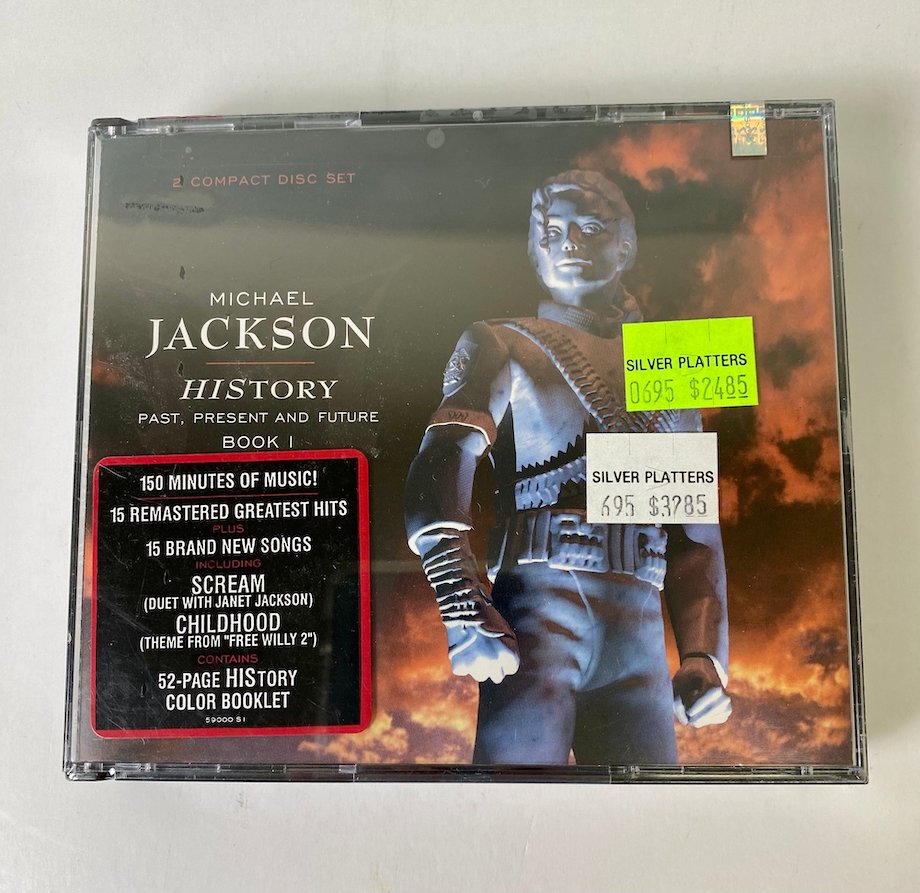 2 COMPACT DISC SET
MICHAEL
JACKSON
HISTORY
PAST, PRESENT AND FUTURE
BOOK I
150 MINUTES OF MUSIC!
15 REMASTERED GREATEST HITS
PLUS
15 BRAND NEW SONGS
INCLUDING
SCREAM
(DUET WITH JANET JACKSON)
CHILDHOOD
(THEME FROM "FREE WILLY 2")
CONTAINS
52-PAGE HISTORY
COLOR BOOKLET
59000 S1
SILVER PLATTERS
0695 $2485
SILVER PLATTERS
695 $3285